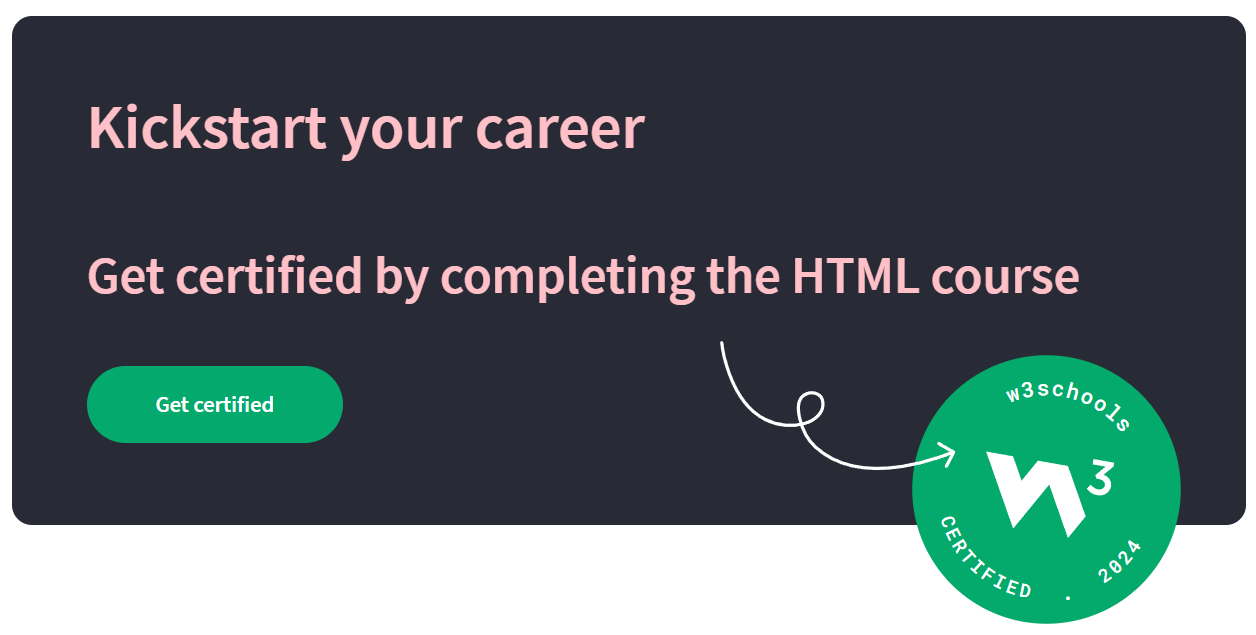 Kickstart your career
Get certified by completing the HTML course
Get certified
w3schools
w3
CERTIFIED . 2024